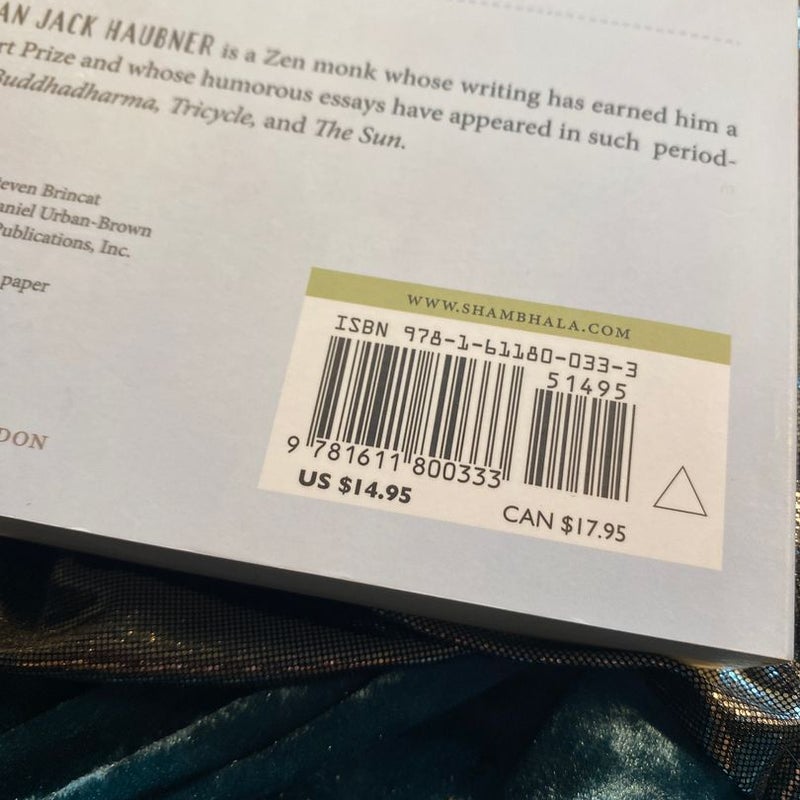 AN JACK HAUBNER is a Zen monk whose writing has earned him a
rt Prize and whose humorous essays have appeared in such period-
Buddhadharma, Tricycle, and The Sun.
even Brincat
aniel Urban-Brown
Publications, Inc.
paper
DON
WWW.SHAMBHALA.COM
ISBN 978-1-61180-033-3
51495
9 781611 800333
US $14.95
CAN $17.95